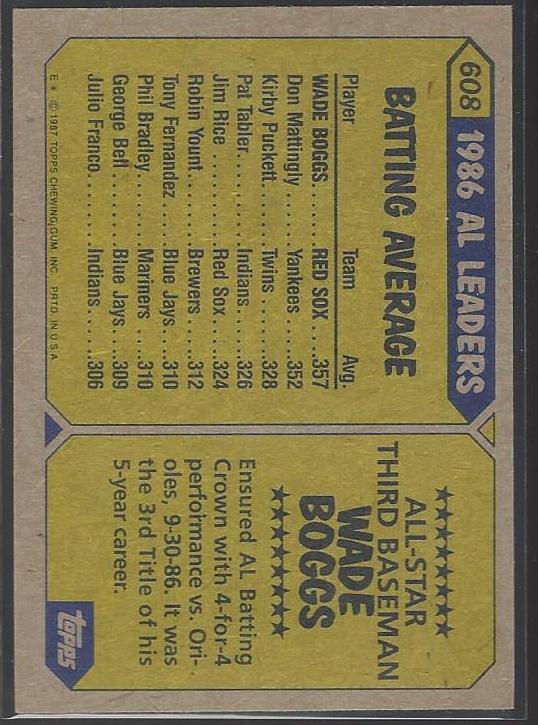 608 1986 AL LEADERS
BATTING AVERAGE
Player Team Avg.
WADE BOGGS......RED SOX....357
Don Mattingly......Yankees....352
Kirby Puckett......Twins....328
Pat Tabler......Indians....326
Jim Rice......Red Sox....324
Robin Yount......Brewers....312
Tony Fernandez......Blue Jays....310
Phil Bradley......Mariners....310
George Bell......Blue Jays....309
Julio Franco......Indians....306
E* ©1987 TOPPS CHEWING GUM INC. PRTD. IN U.S.A.
★★★★★★★★
ALL-STAR
THIRD BASEMAN
WADE
BOGGS
★★★★★★★★
Ensured AL Batting
Crown with 4-for-4
performance vs. Ori-
oles, 9-30-86. It was
the 3rd Title of his
5-year career.
topps